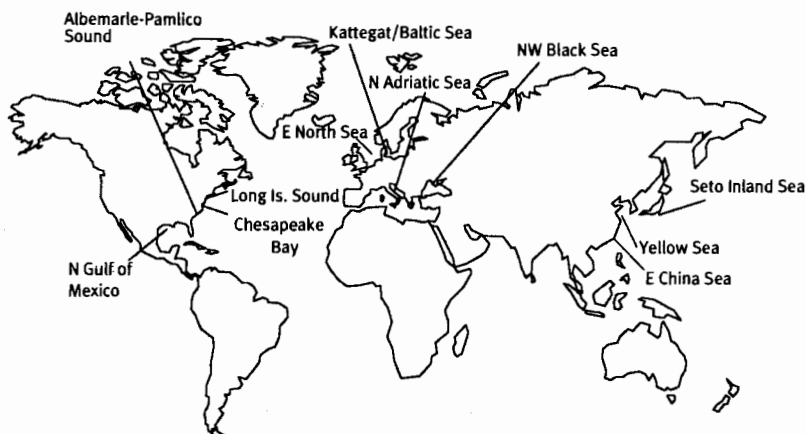 Albemarle-Pamlico
Sound
Kattegat/Baltic Sea
NW Black Sea
N Adriatic Sea
E North Sea
Long Is. Sound
Chesapeake
Bay
Seto Inland Sea
Yellow Sea
E China Sea
N Gulf of
Mexico